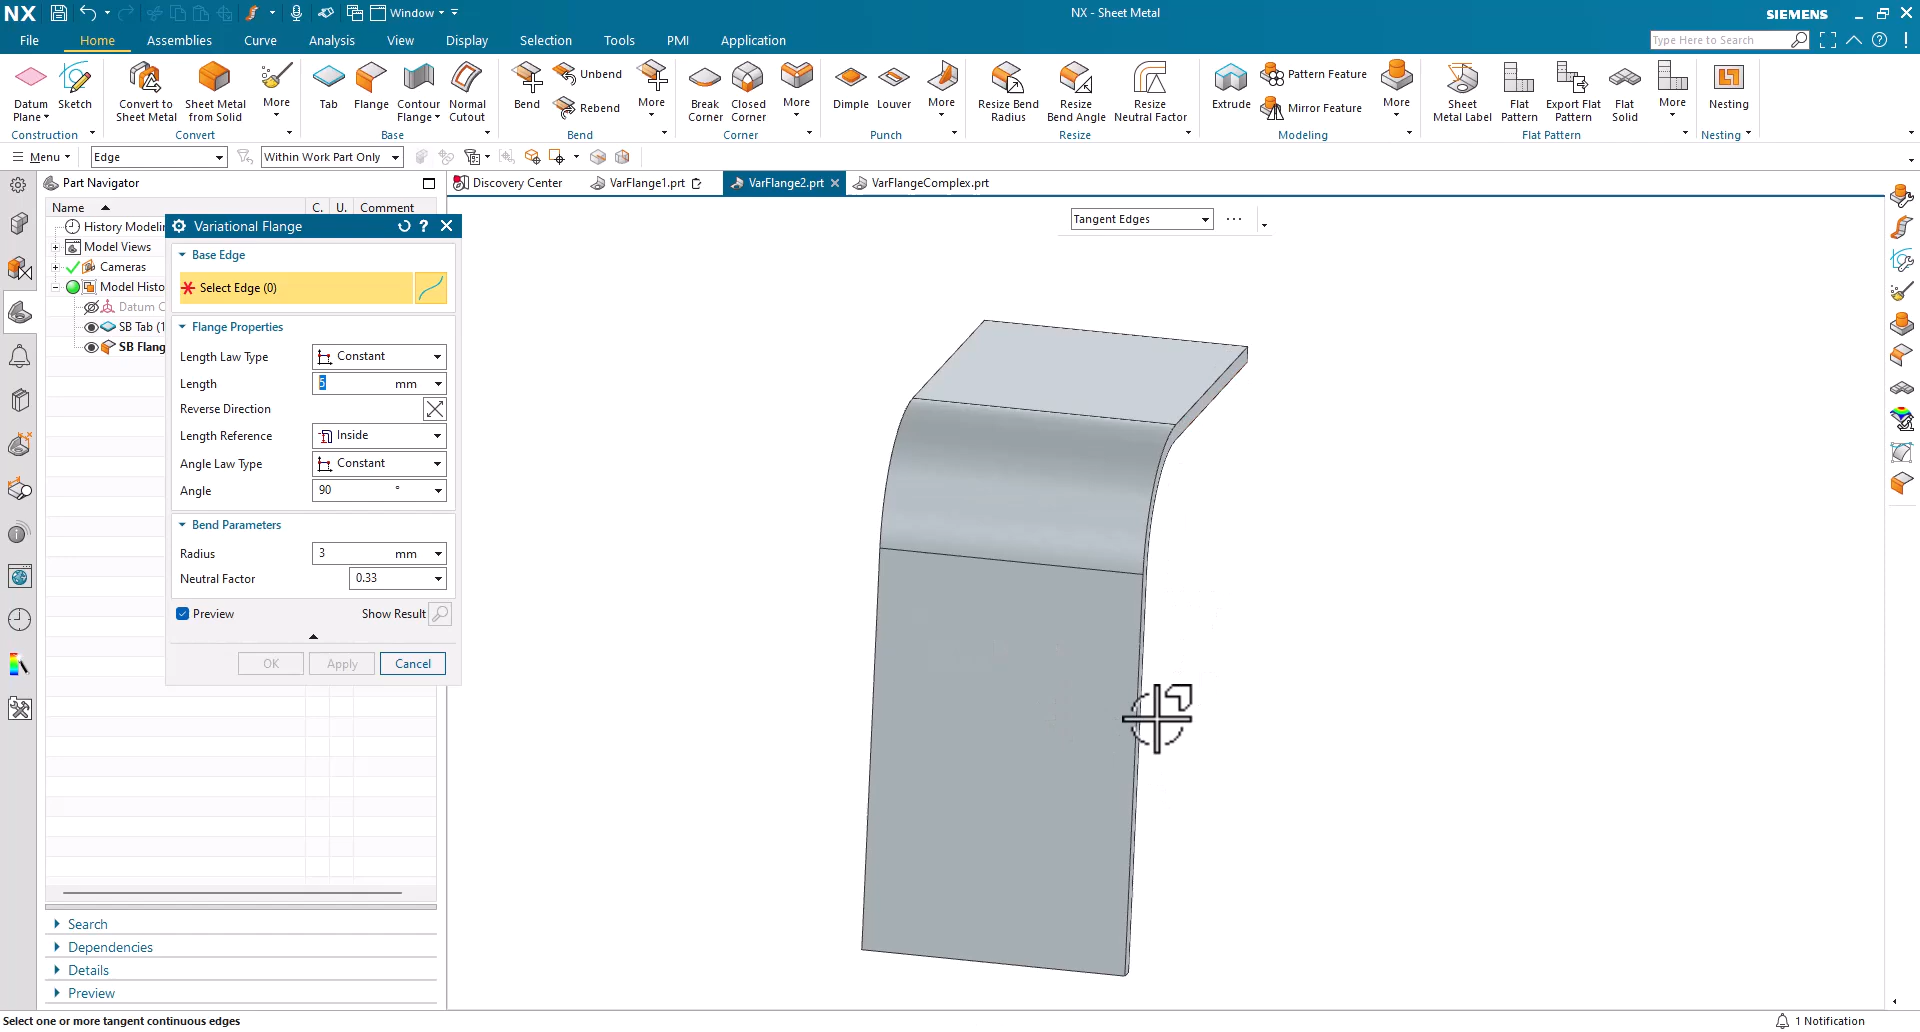 NX
Window
NX - Sheet Metal
SIEMENS
File
Home
Assemblies
Curve
Analysis
View
Display
Selection
Tools
PMI
Application
Type Here to Search
Datum Plane
Sketch
Construction
Convert to Sheet Metal
Sheet Metal from Solid
More
Convert
Tab
Flange
Contour Flange
Normal Cutout
Base
Bend
Unbend
Rebend
More
Bend
Break Corner
Closed Corner
More
Corner
Dimple
Louver
More
Punch
Resize Bend Radius
Resize Bend Angle
Resize Neutral Factor
Resize
Extrude
Pattern Feature
Mirror Feature
More
Modeling
Sheet Metal Label
Flat Pattern
Export Flat Pattern
Flat Solid
More
Flat Pattern
Nesting
Nesting
Menu
Edge
Within Work Part Only
Part Navigator
Discovery Center
VarFlange1.prt
VarFlange2.prt
VarFlangeComplex.prt
Name
C.
U.
Comment
History Modelin
Model Views
Cameras
Model Histo
Datum C
SB Tab (1
SB Flang
Variational Flange
Base Edge
Select Edge (0)
Flange Properties
Length Law Type
Constant
Length
5
mm
Reverse Direction
Length Reference
Inside
Angle Law Type
Constant
Angle
90
°
Bend Parameters
Radius
3
mm
Neutral Factor
0.33
Preview
Show Result
OK
Apply
Cancel
Tangent Edges
Search
Dependencies
Details
Preview
Select one or more tangent continuous edges
1 Notification